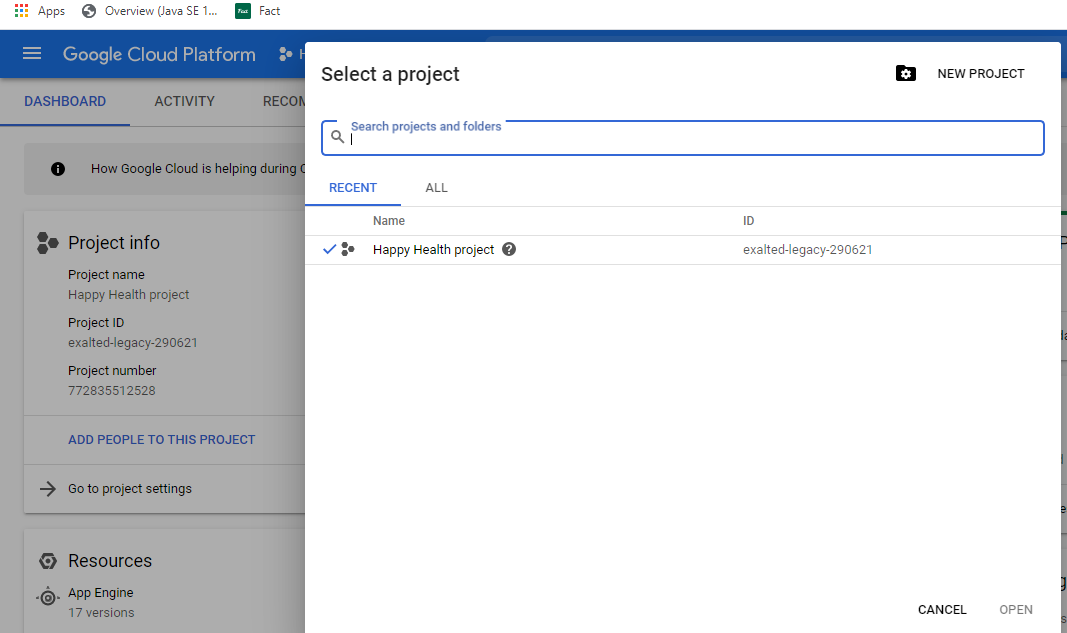 Apps Overview (Java SE 1... Fact Fact
Google Cloud Platform
Select a project
NEW PROJECT
DASHBOARD ACTIVITY
Search projects and folders
How Google Cloud is helping during
RECENT ALL
Name ID
Happy Health project exalted-legacy-290621
Project info
Project name
Happy Health project
Project ID
exalted-legacy-290621
Project number
772835512528
ADD PEOPLE TO THIS PROJECT
Go to project settings
Resources
App Engine
17 versions
CANCEL OPEN